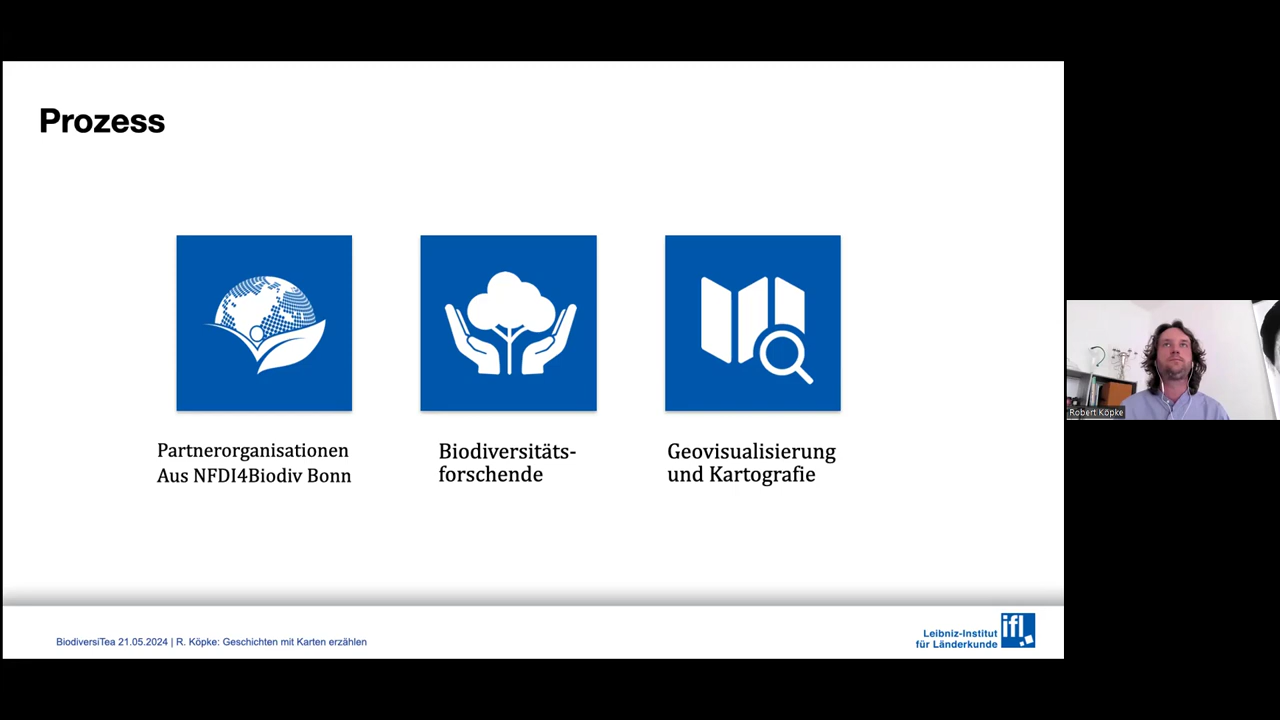 Prozess
Partnerorganisationen
Aus NFDI4Biodiv Bonn
Biodiversitäts-
forschende
Geovisualisierung
und Kartografie
Robert Köpke
BiodiversiTea 21.05.2024 | R. Köpke: Geschichten mit Karten erzählen
Leibniz-Institut
für Länderkunde
ifl